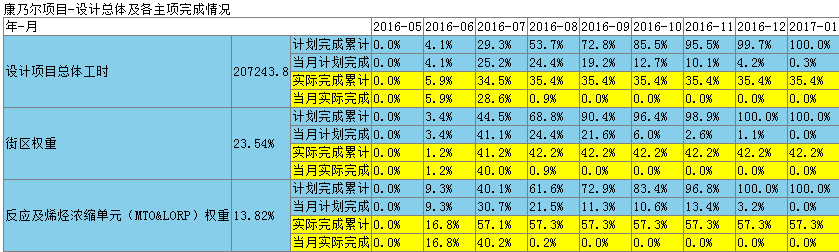 康乃尔项目-设计总体及各主项完成情况
年-月 2016-05 2016-06 2016-07 2016-08 2016-09 2016-10 2016-11 2016-12 2017-01
设计项目总体工时 207243.8 计划完成累计 0.0% 4.1% 29.3% 53.7% 72.8% 85.5% 95.5% 99.7% 100.0%
当月计划完成 0.0% 4.1% 25.2% 24.4% 19.2% 12.7% 10.1% 4.2% 0.3%
实际完成累计 0.0% 5.9% 34.5% 35.4% 35.4% 35.4% 35.4% 35.4% 35.4%
当月实际完成 0.0% 5.9% 28.6% 0.9% 0.0% 0.0% 0.0% 0.0% 0.0%
街区权重 23.54% 计划完成累计 0.0% 3.4% 44.5% 68.8% 90.4% 96.4% 98.9% 100.0% 100.0%
当月计划完成 0.0% 3.4% 41.1% 24.4% 21.6% 6.0% 2.6% 1.1% 0.0%
实际完成累计 0.0% 1.2% 41.2% 42.2% 42.2% 42.2% 42.2% 42.2% 42.2%
当月实际完成 0.0% 1.2% 40.0% 0.9% 0.0% 0.0% 0.0% 0.0% 0.0%
反应及烯烃浓缩单元（MTO&LORP）权重 13.82% 计划完成累计 0.0% 9.3% 40.1% 61.6% 72.9% 83.4% 96.8% 100.0% 100.0%
当月计划完成 0.0% 9.3% 30.7% 21.5% 11.3% 10.6% 13.4% 3.2% 0.0%
实际完成累计 0.0% 16.8% 57.1% 57.3% 57.3% 57.3% 57.3% 57.3% 57.3%
当月实际完成 0.0% 16.8% 40.2% 0.2% 0.0% 0.0% 0.0% 0.0% 0.0%